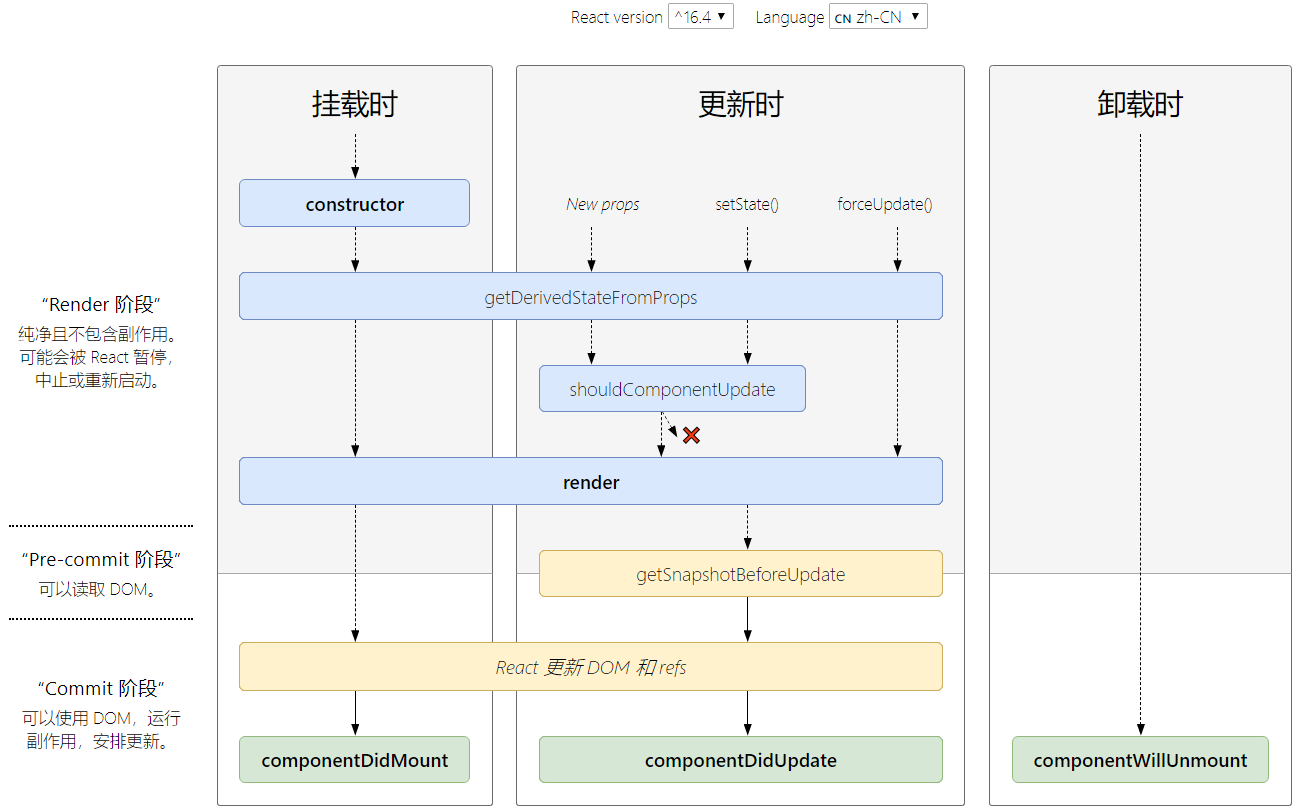 React version ^16.4 ▼ Language CN zh-CN ▼
挂载时
更新时
卸载时
constructor
New props
setState()
forceUpdate()
getDerivedStateFromProps
“Render 阶段”
纯净且不包含副作用。
可能会被 React 暂停，
中止或重新启动。
shouldComponentUpdate
render
“Pre-commit 阶段”
可以读取 DOM。
getSnapshotBeforeUpdate
React 更新 DOM 和 refs
“Commit 阶段”
可以使用 DOM，运行
副作用，安排更新。
componentDidMount
componentDidUpdate
componentWillUnmount